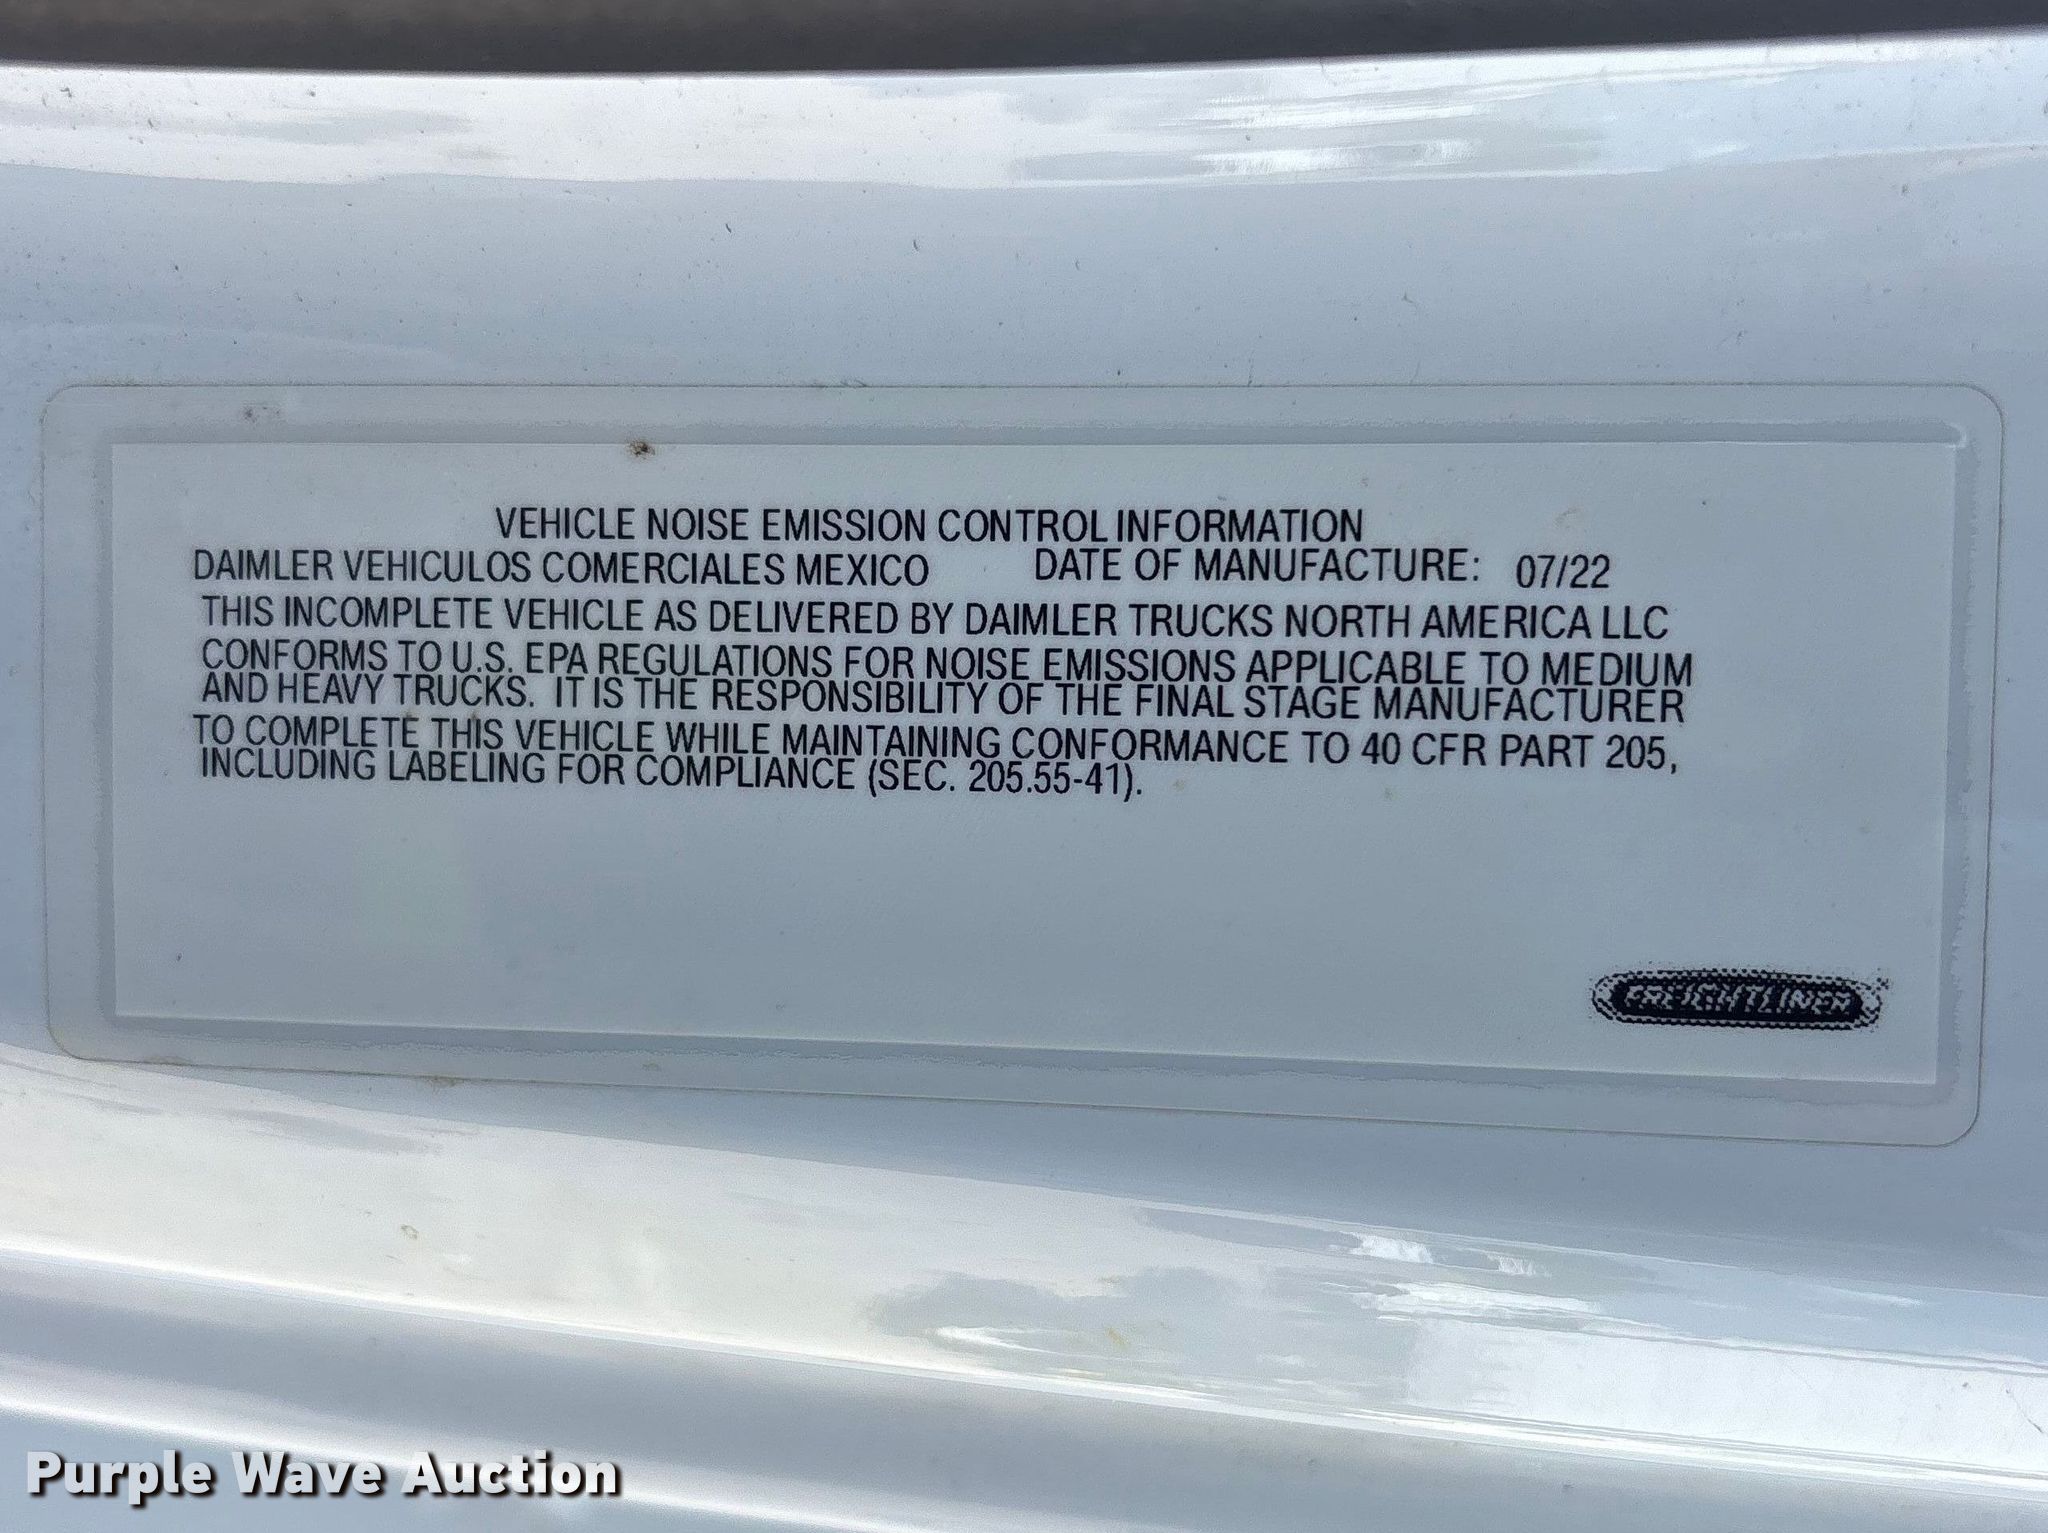 VEHICLE NOISE EMISSION CONTROL INFORMATION
DAIMLER VEHICULOS COMERCIALES MEXICO DATE OF MANUFACTURE: 07/22
THIS INCOMPLETE VEHICLE AS DELIVERED BY DAIMLER TRUCKS NORTH AMERICA LLC
CONFORMS TO U.S. EPA REGULATIONS FOR NOISE EMISSIONS APPLICABLE TO MEDIUM
AND HEAVY TRUCKS. IT IS THE RESPONSIBILITY OF THE FINAL STAGE MANUFACTURER
TO COMPLETE THIS VEHICLE WHILE MAINTAINING CONFORMANCE TO 40 CFR PART 205,
INCLUDING LABELING FOR COMPLIANCE (SEC. 205.55-41).
FREIGHTLINER
Purple Wave Auction